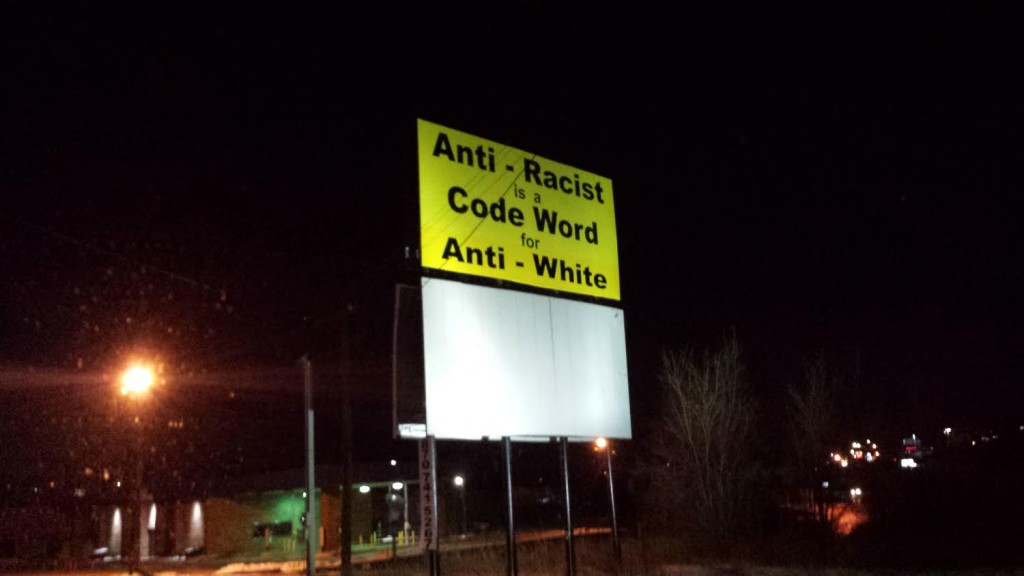 Anti - Racist
is a
Code Word
for
Anti - White